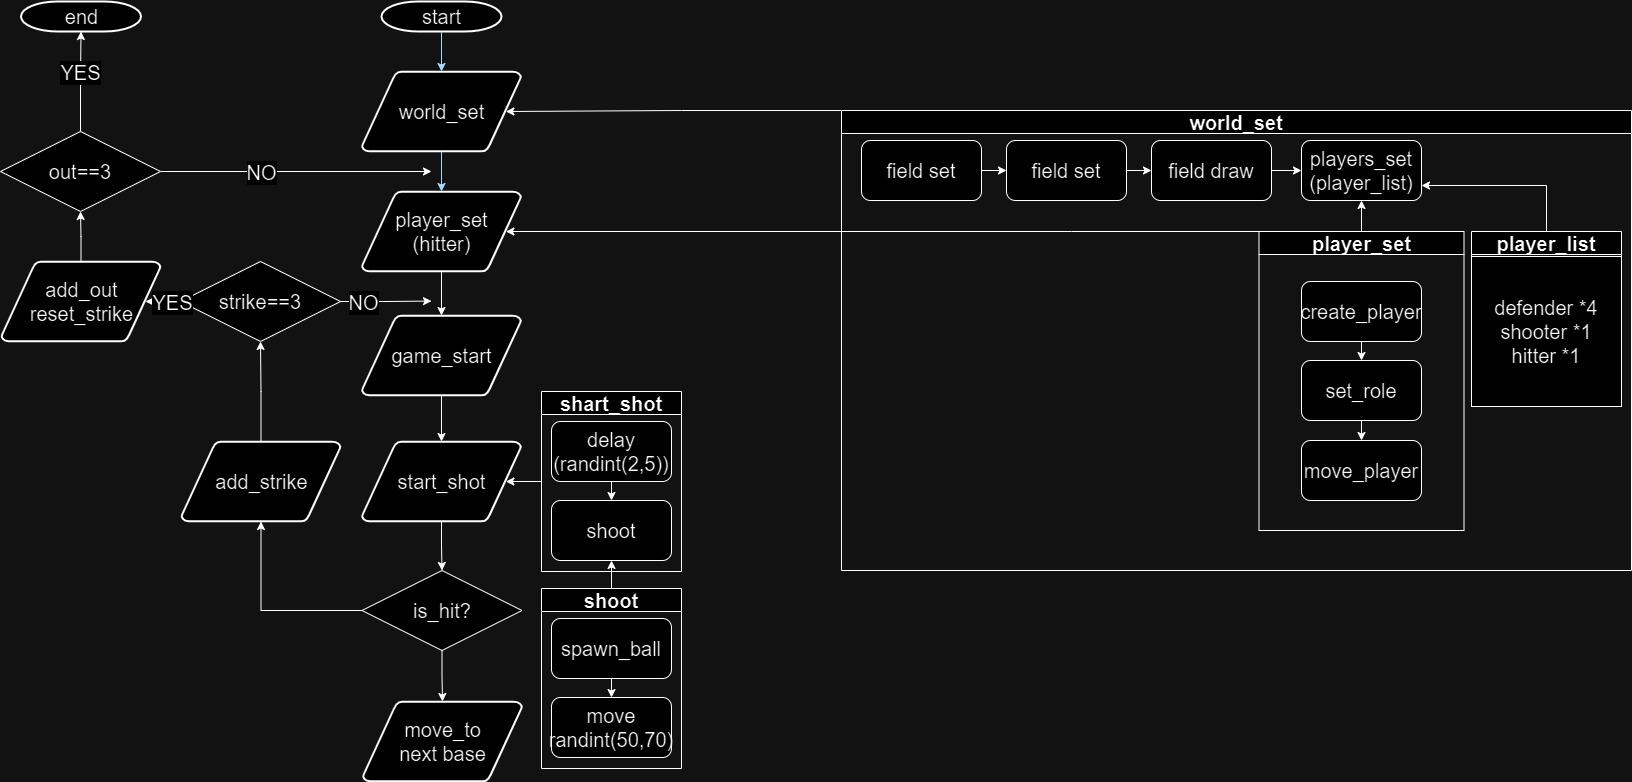 end
start
YES
world_set
world_set
out==3
NO
field set
field set
field draw
players_set
(player_list)
player_set
(hitter)
player_set
player_list
add_out
reset_strike
YES
strike==3
NO
create_player
defender *4
shooter *1
hitter *1
game_start
set_role
shart_shot
delay
(randint(2,5))
add_strike
start_shot
move_player
shoot
is_hit?
shoot
spawn_ball
move_to
next base
move
randint(50,70)